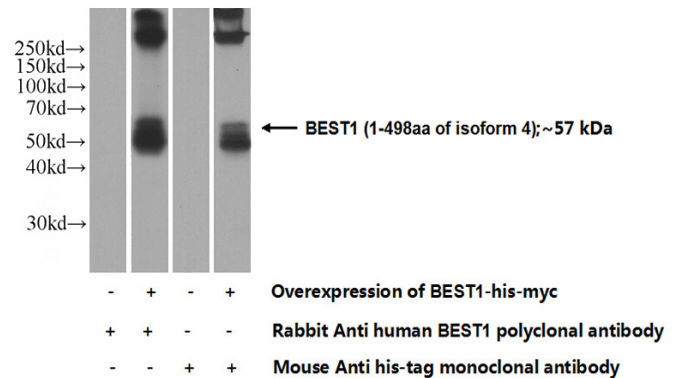 250kd→
150kd→
100kd→
70kd→
50kd→
40kd→
30kd→
BEST1 (1-498aa of isoform 4);~57 kDa
- + - + Overexpression of BEST1-his-myc
+ + - - Rabbit Anti human BEST1 polyclonal antibody
- - + + Mouse Anti his-tag monoclonal antibody